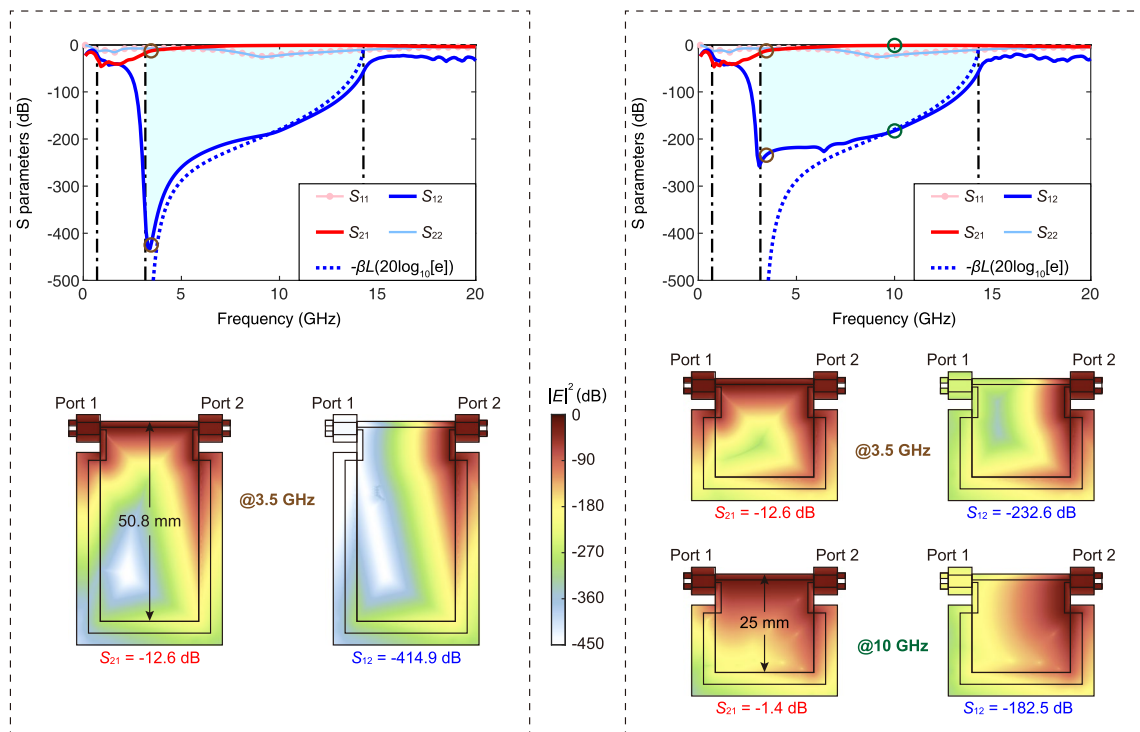 0
-100
-200
-300
-400
-500
S parameters (dB)
S11 S12
S21 S22
-βL(20log10[e])
0 5 10 15 20
Frequency (GHz)
0
-100
-200
-300
-400
-500
S parameters (dB)
S11 S12
S21 S22
-βL(20log10[e])
0 5 10 15 20
Frequency (GHz)
Port 1 Port 2
50.8 mm
S21 = -12.6 dB
@3.5 GHz
Port 1 Port 2
S12 = -414.9 dB
|E|² (dB)
0
-90
-180
-270
-360
-450
Port 1 Port 2
S21 = -12.6 dB
@3.5 GHz
Port 1 Port 2
S12 = -232.6 dB
Port 1 Port 2
25 mm
S21 = -1.4 dB
@10 GHz
Port 1 Port 2
S12 = -182.5 dB